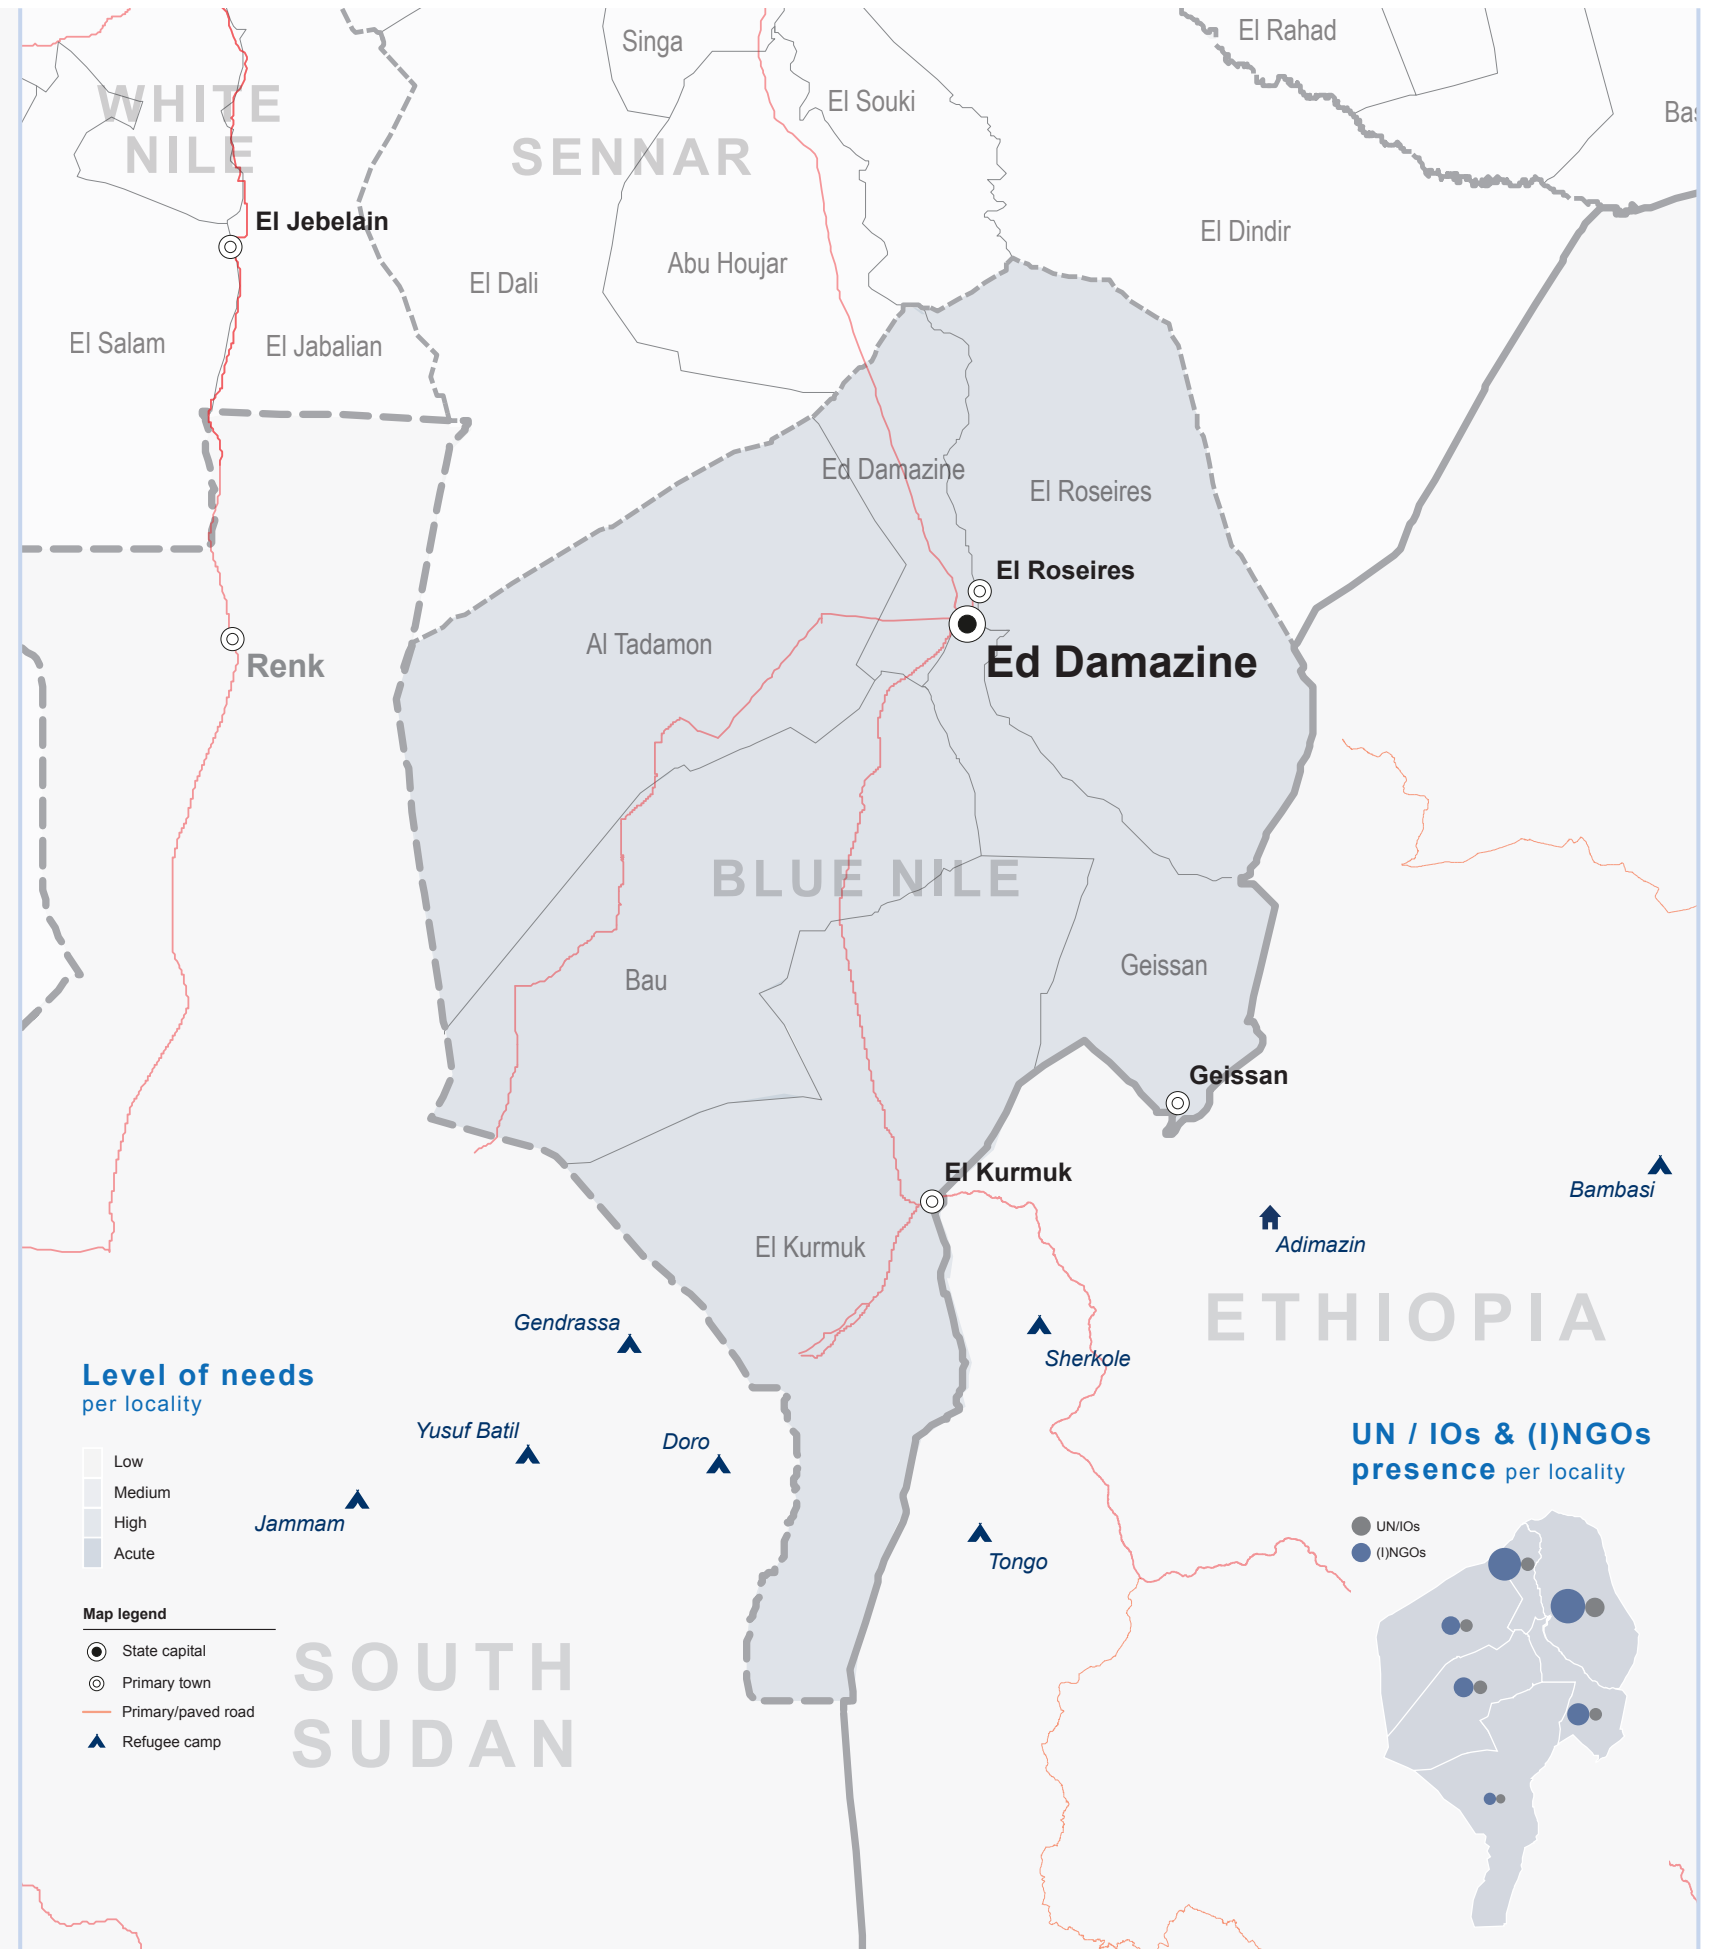 El Rahad
Singa
El Souki
WHITE
NILE
SENNAR
El Jebelain
El Dindir
Abu Houjar
El Dali
El Salam
El Jabalian
Ed Damazine
El Roseires
El Roseires
Al Tadamon
Ed Damazine
Renk
BLUE NILE
Geissan
Bau
Geissan
El Kurmuk
Bambasi
Adimazin
El Kurmuk
ETHIOPIA
Gendrassa
Sherkole
Yusuf Batil
Doro
Jammam
Tongo
Level of needs
per locality
Low
Medium
High
Acute
Map legend
State capital
Primary town
Primary/paved road
Refugee camp
SOUTH
SUDAN
UN / IOs & (I)NGOs
presence per locality
UN/IOs
(I)NGOs